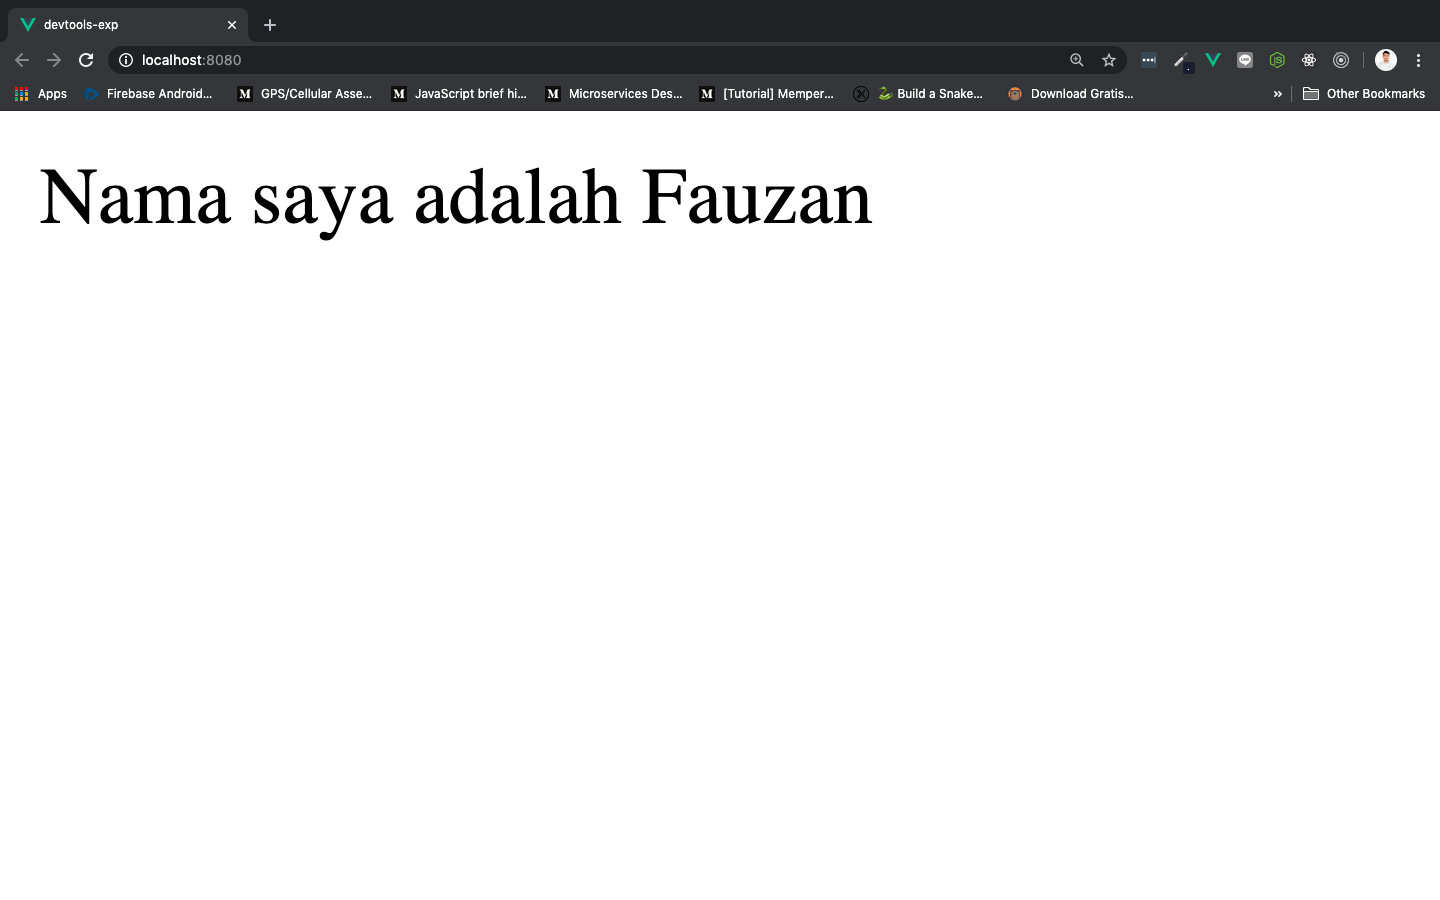 devtools-exp
localhost:8080
Apps Firebase Android... GPS/Cellular Asse... JavaScript brief hi... Microservices Des... [Tutorial] Memper... Build a Snake... Download Gratis... » Other Bookmarks
Nama saya adalah Fauzan